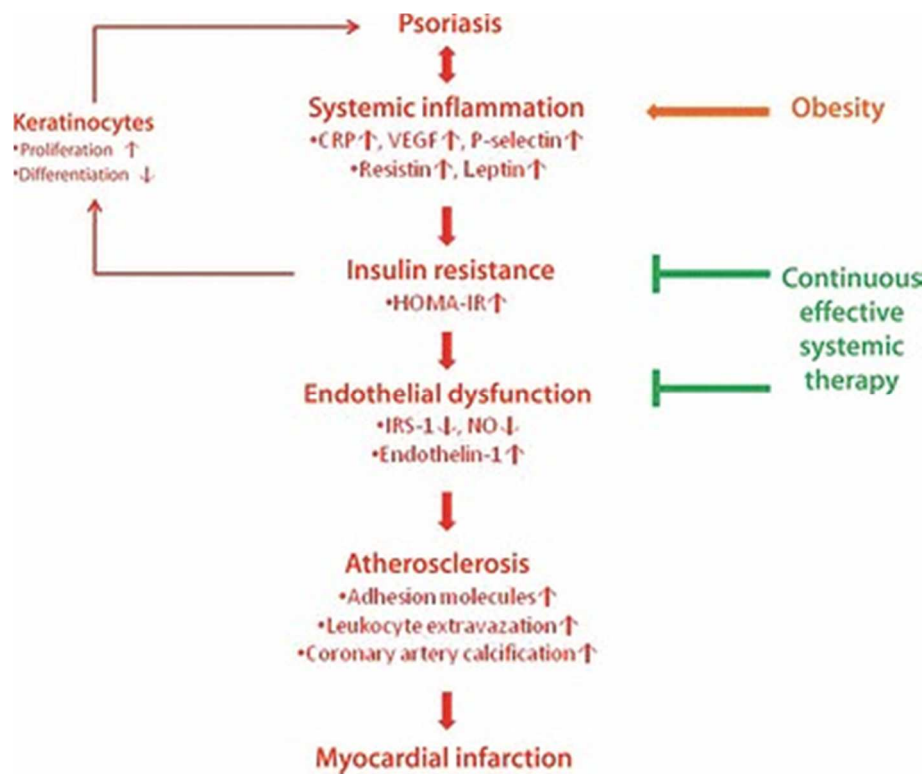 Psoriasis
Systemic inflammation
•CRP↑, VEGF↑, P-selectin↑
•Resistin↑, Leptin↑
Obesity
Keratinocytes
•Proliferation ↑
•Differentiation ↓
Insulin resistance
•HOMA-IR↑
Continuous
effective
systemic
therapy
Endothelial dysfunction
•IRS-1↓, NO↓
•Endothelin-1↑
Atherosclerosis
•Adhesion molecules↑
•Leukocyte extravazation↑
•Coronary artery calcification↑
Myocardial infarction